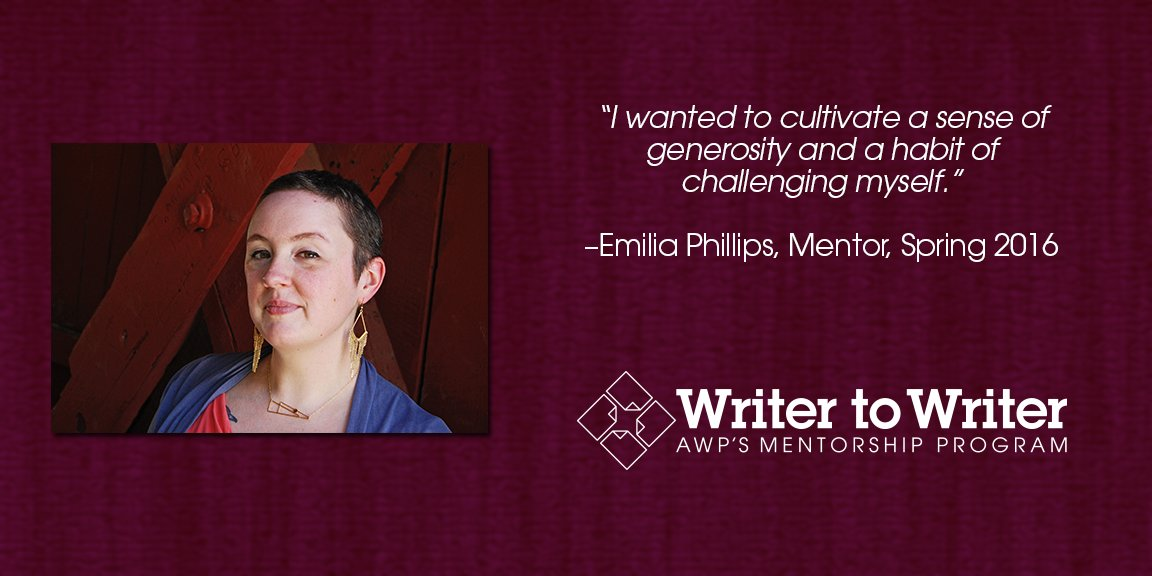 “I wanted to cultivate a sense of
generosity and a habit of
challenging myself.”
–Emilia Phillips, Mentor, Spring 2016
Writer to Writer
AWP'S MENTORSHIP PROGRAM